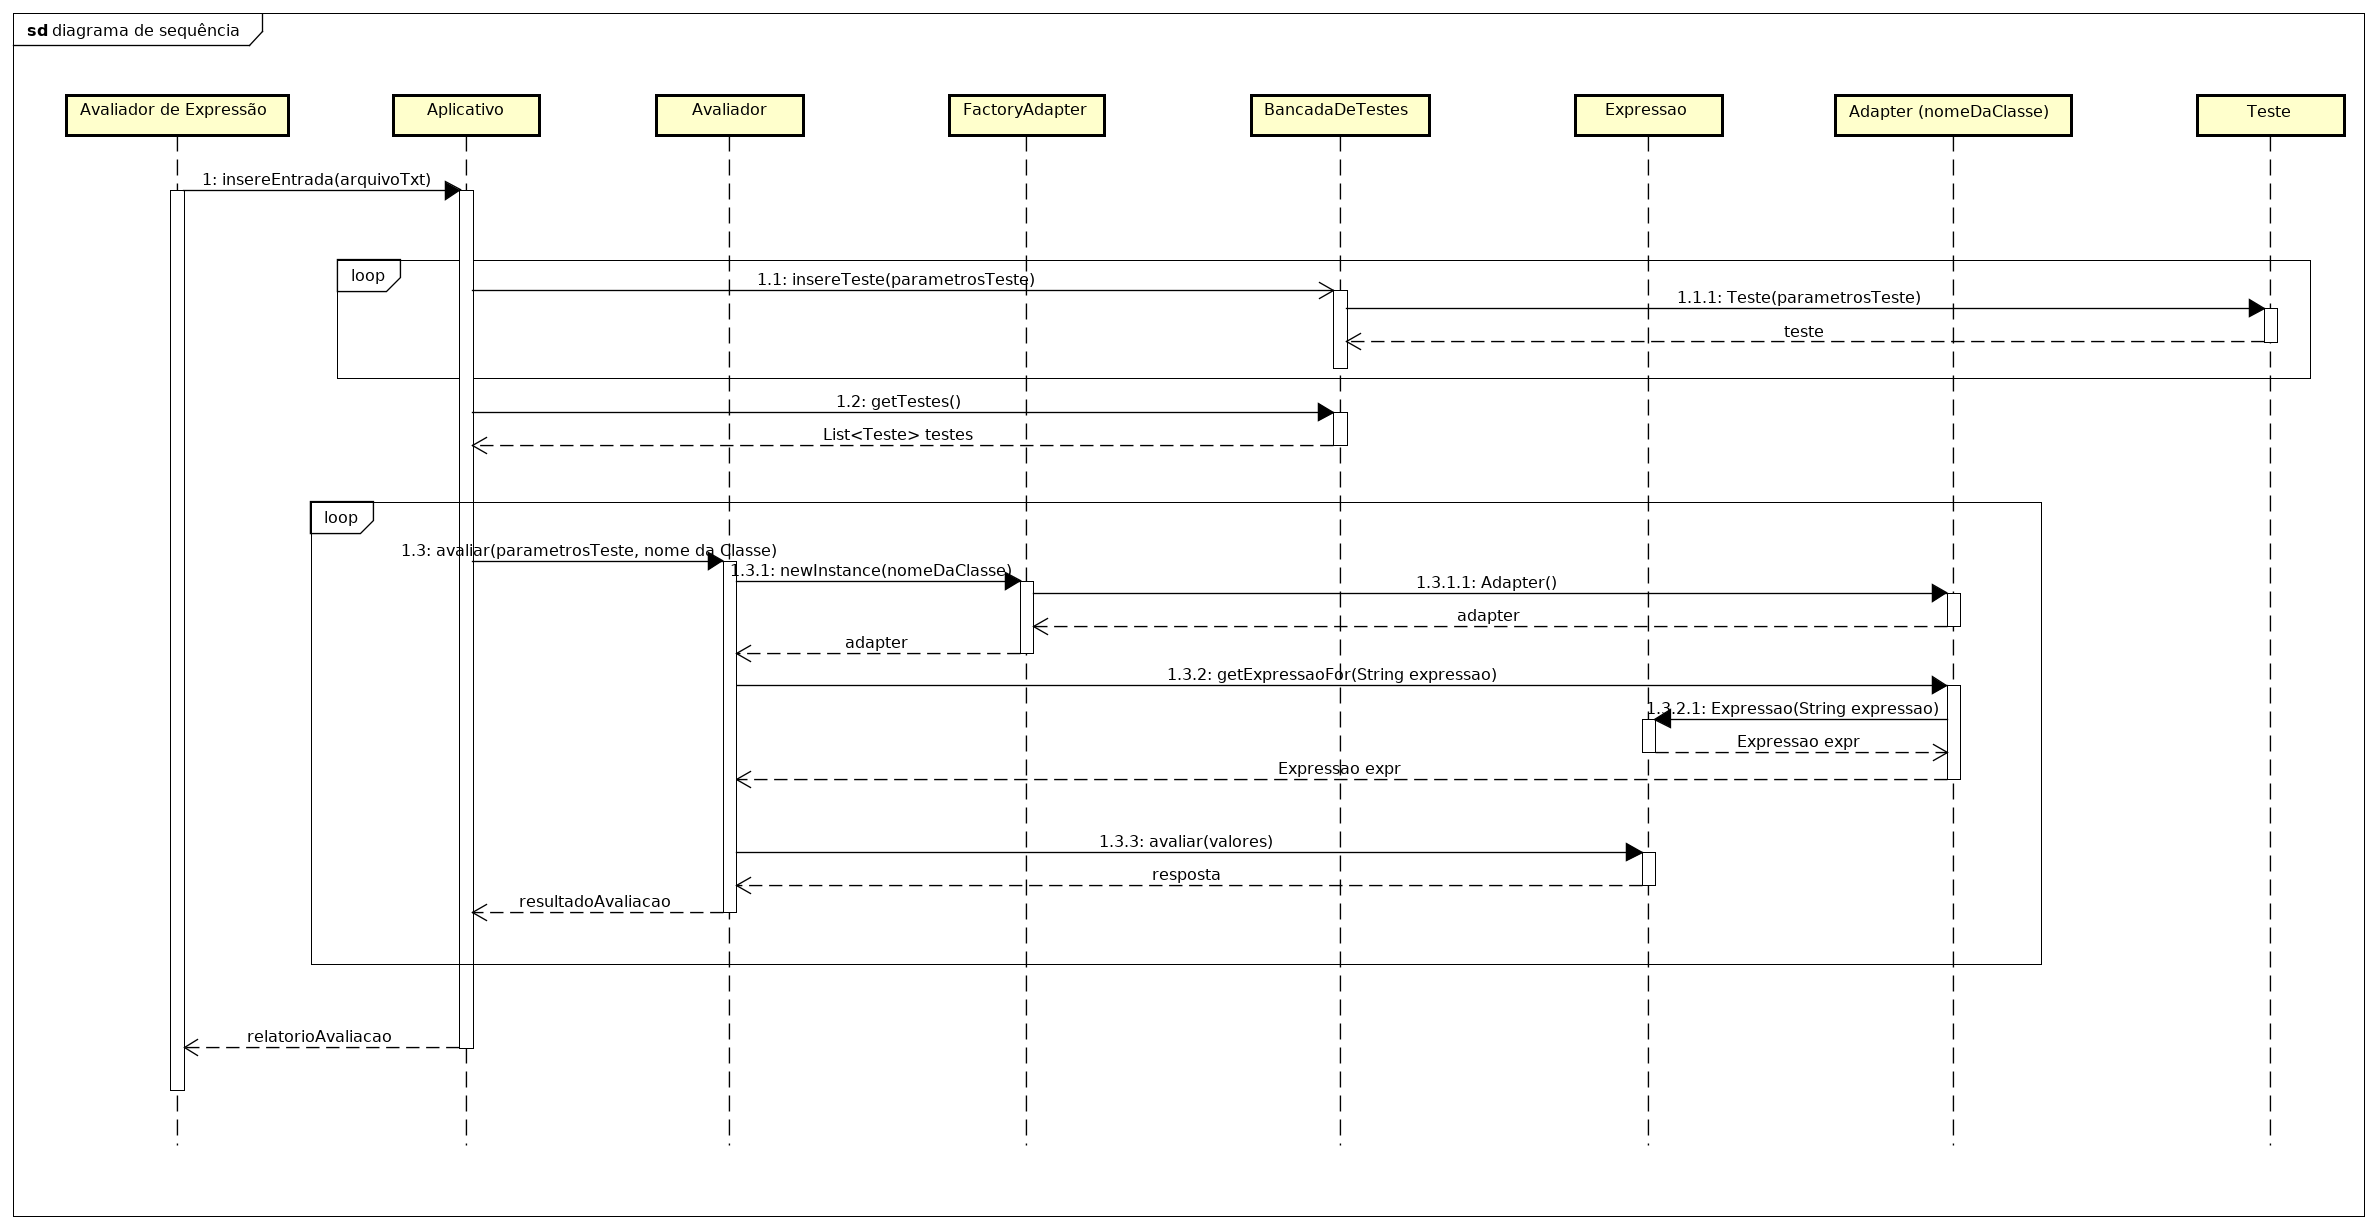 sd diagrama de sequência
Avaliador de Expressão
Aplicativo
Avaliador
FactoryAdapter
BancadaDeTestes
Expressao
Adapter (nomeDaClasse)
Teste
1: insereEntrada(arquivoTxt)
loop
1.1: insereTeste(parametrosTeste)
1.1.1: Teste(parametrosTeste)
teste
1.2: getTestes()
List<Teste> testes
loop
1.3: avaliar(parametrosTeste, nome da Classe)
1.3.1: newInstance(nomeDaClasse)
1.3.1.1: Adapter()
adapter
adapter
1.3.2: getExpressaoFor(String expressao)
1.3.2.1: Expressao(String expressao)
Expressao expr
Expressao expr
1.3.3: avaliar(valores)
resposta
resultadoAvaliacao
relatorioAvaliacao